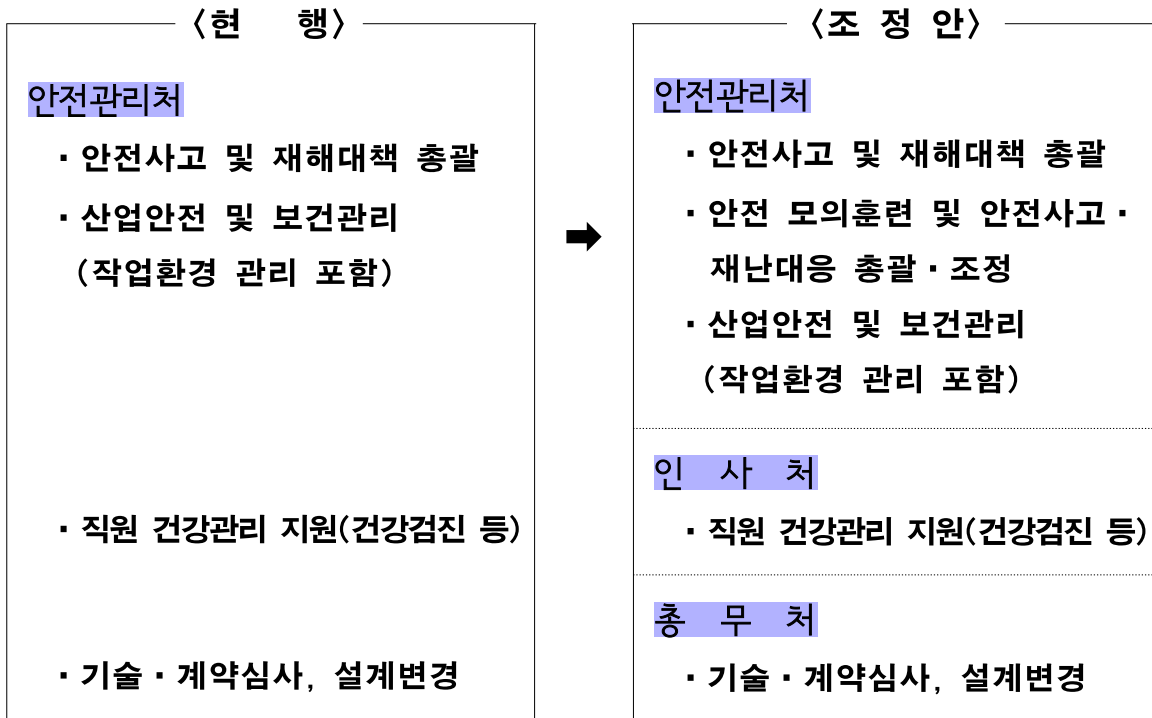 〈현 행〉
안전관리처
· 안전사고 및 재해대책 총괄
· 산업안전 및 보건관리
(작업환경 관리 포함)
· 직원 건강관리 지원(건강검진 등)
· 기술·계약심사, 설계변경
➡
〈조 정 안〉
안전관리처
· 안전사고 및 재해대책 총괄
· 안전 모의훈련 및 안전사고·
재난대응 총괄·조정
· 산업안전 및 보건관리
(작업환경 관리 포함)
인 사 처
· 직원 건강관리 지원(건강검진 등)
총 무 처
· 기술·계약심사, 설계변경